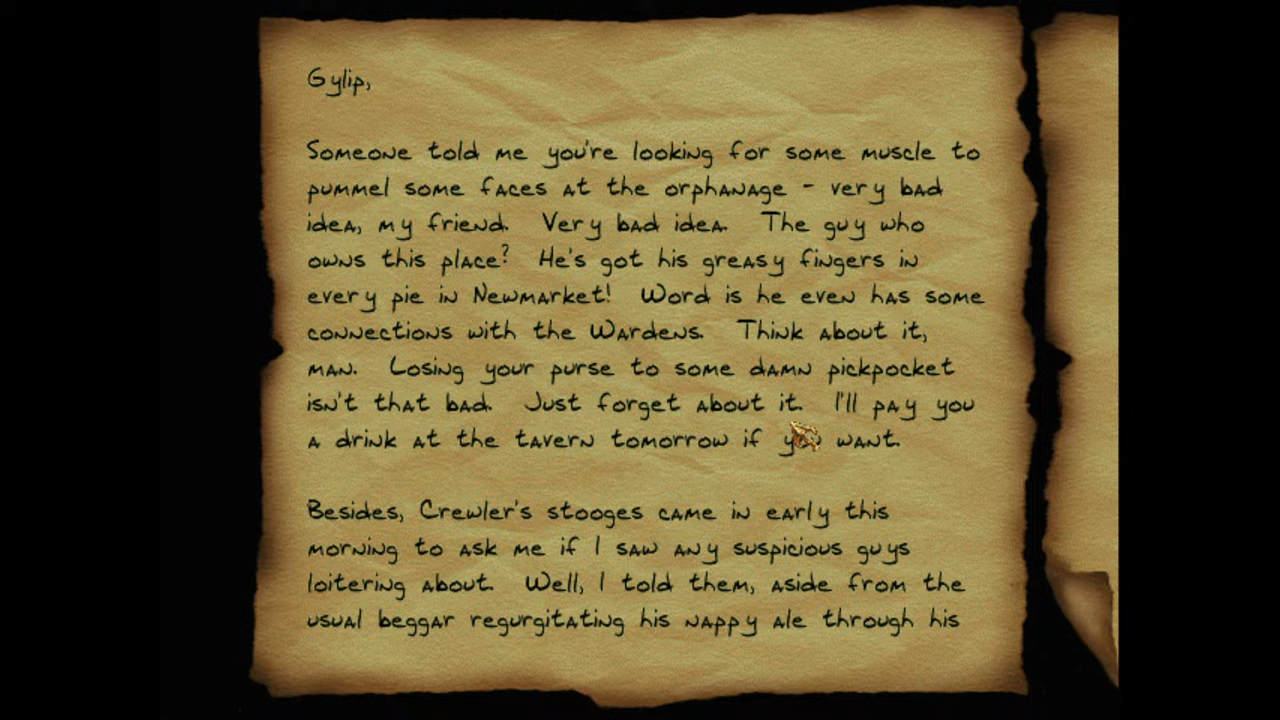 Gylip,
Someone told me you're looking for some muscle to
pummel some faces at the orphanage - very bad
idea, my friend. Very bad idea. The guy who
owns this place? He's got his greasy fingers in
every pie in Newmarket! Word is he even has some
connections with the Wardens. Think about it,
man. Losing your purse to some damn pickpocket
isn't that bad. Just forget about it. I'll pay you
a drink at the tavern tomorrow if you want.
Besides, Crewler's stooges came in early this
morning to ask me if I saw any suspicious guys
loitering about. Well, I told them, aside from the
usual beggar regurgitating his nappy ale through his